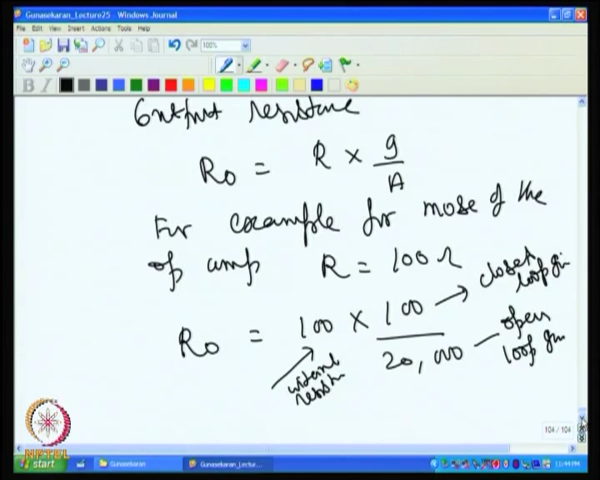 Gunasekaran_Lecture25 - Windows Journal
File Edit View Insert Actions Tools Help
100%
B I
Output resistance
Ro = R × g/A
For example for most of the
op amp R = 100 Ω
Ro = 100 × 100/20,000
closed loop gain
open loop gain
internal resistance
104 / 104
NPTEL
start Gunasekaran Gunasekaran_Lectu...